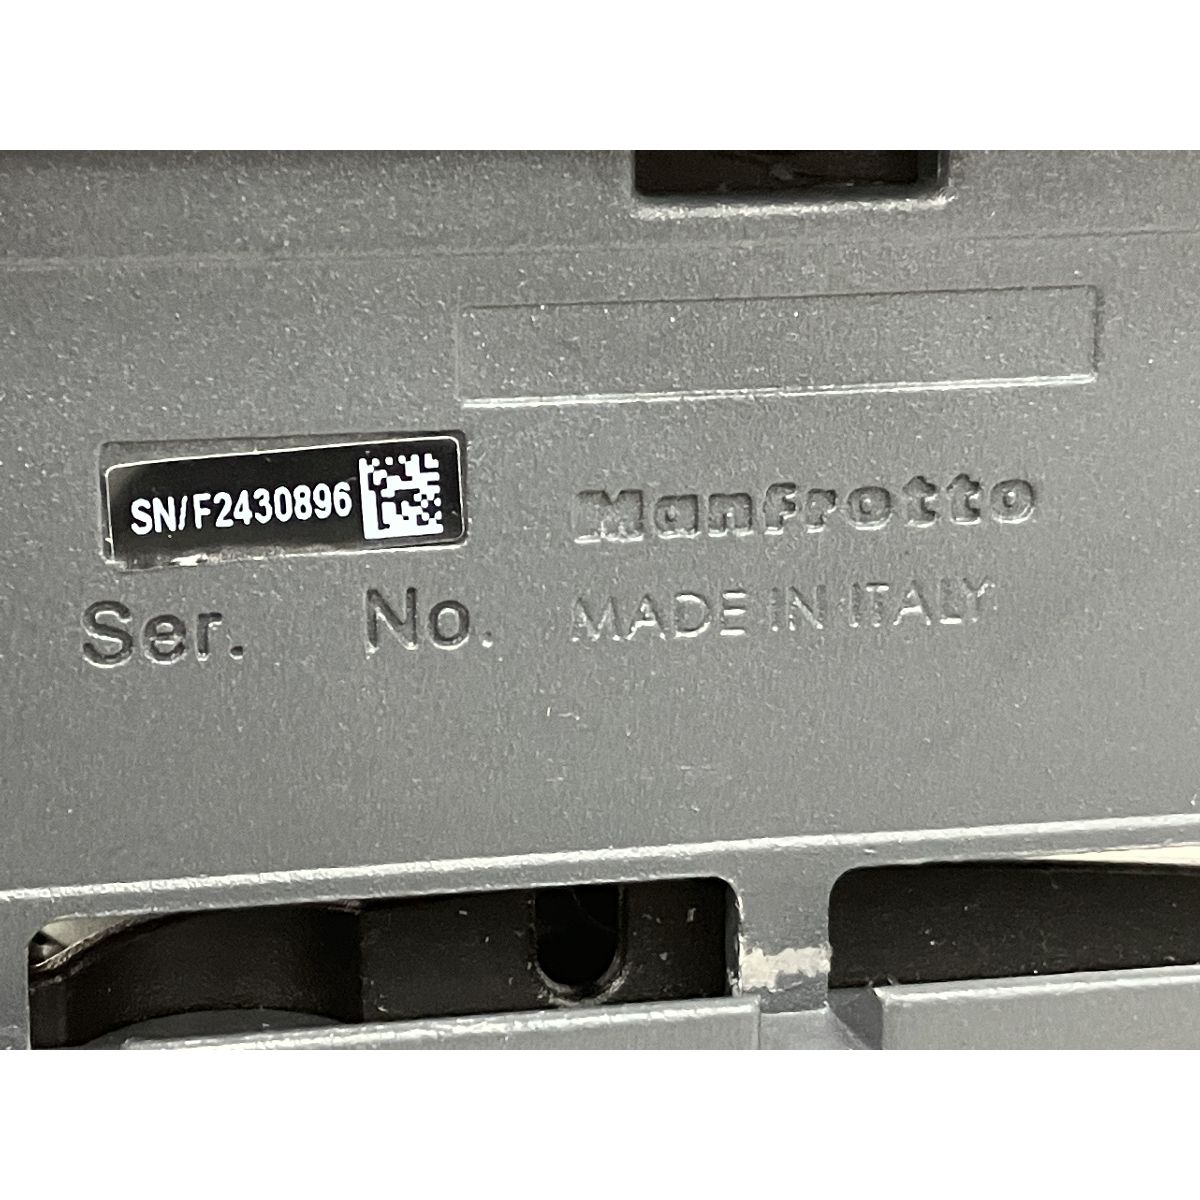 SN/F2430896
Manfrotto
Ser. No.
MADE IN ITALY